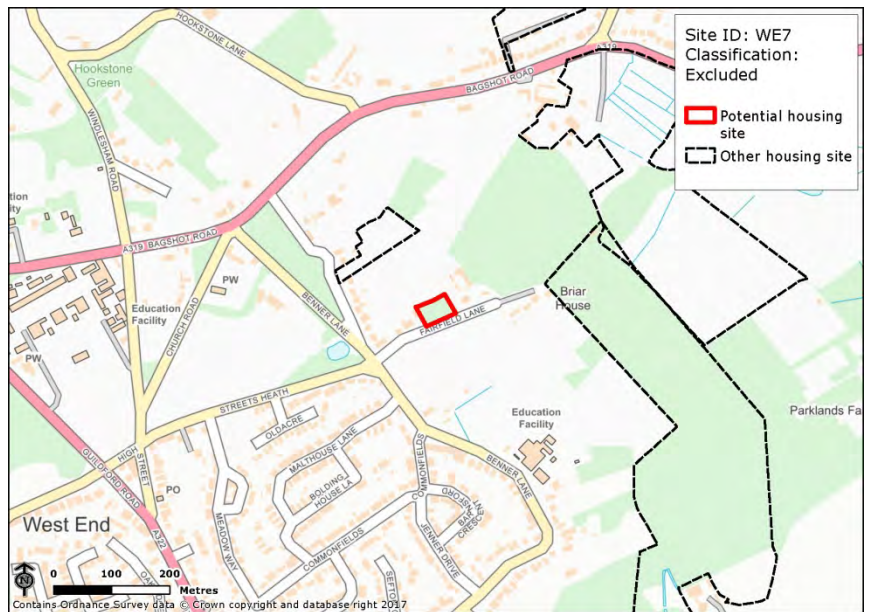 Site ID: WE7
Classification:
Excluded
Potential housing
site
Other housing site
HOOKSTONE LANE
Hookstone
Green
A319
BAGSHOT ROAD
WINDLESHAM ROAD
A319 BAGSHOT ROAD
PW
Education
Facility
CHURCH ROAD
BENNER LANE
Briar
House
FAIRFIELD LANE
PW
STREETS HEATH
Education
Facility
Parklands Fa
OLDACRE
MALTHOUSE LANE
HIGH
STREET
GUILDFORD ROAD
BOLDING
HOUSE LA
COMMONFIELDS
BENNER LANE
PO
A322
West End
MEADOW WAY
COMMONFIELDS
JENNER DRIVE
0 100 200
Metres
Contains Ordnance Survey data © Crown copyright and database right 2017